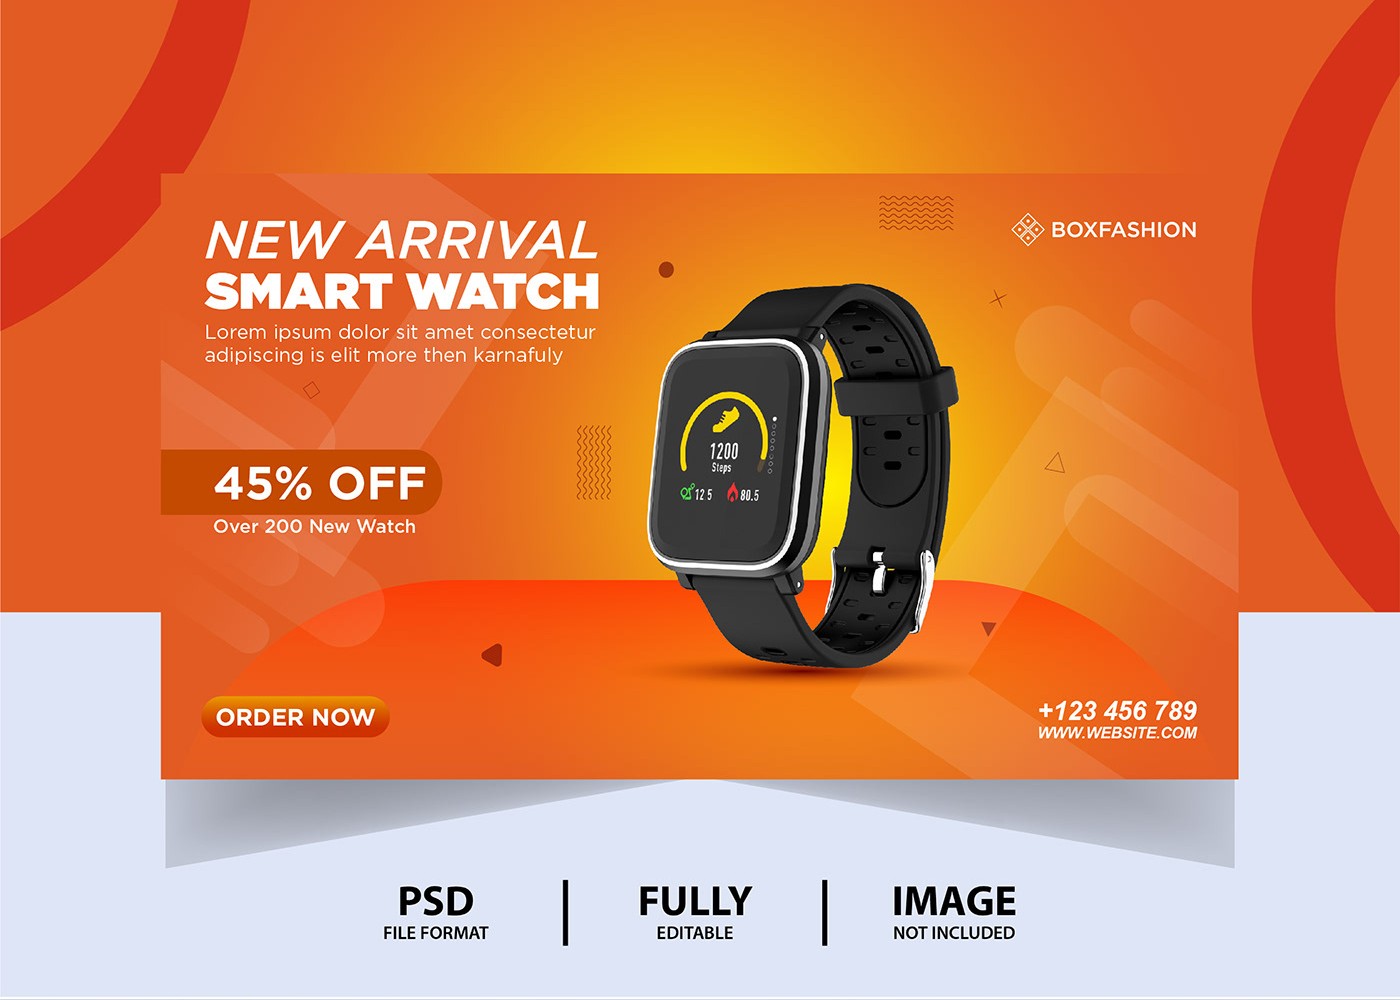 NEW ARRIVAL
SMART WATCH
Lorem ipsum dolor sit amet consectetur
adipiscing is elit more then karnafuly
BOXFASHION
45% OFF
Over 200 New Watch
1200
Steps
12 5
80.5
ORDER NOW
+123 456 789
WWW.WEBSITE.COM
PSD
FILE FORMAT
FULLY
EDITABLE
IMAGE
NOT INCLUDED